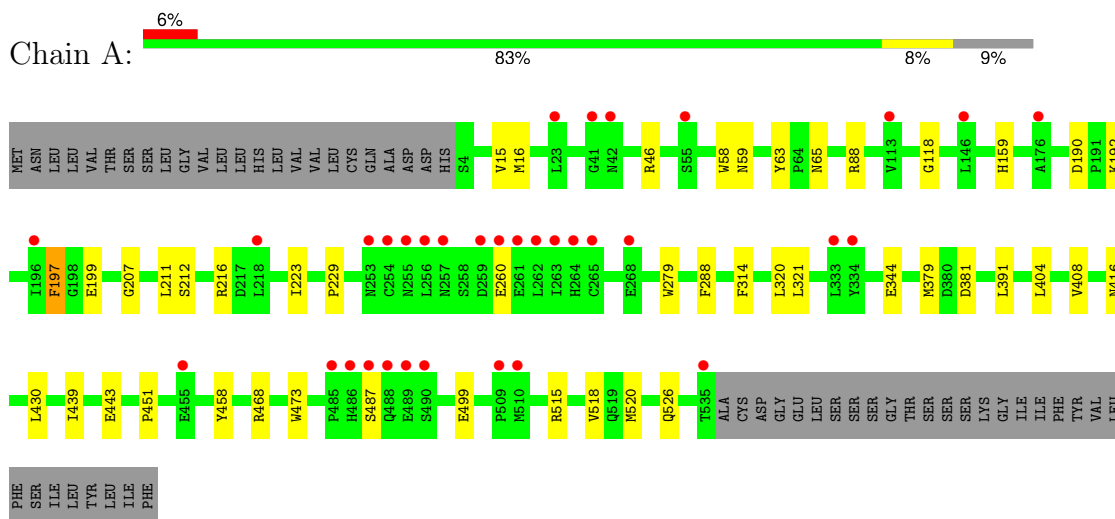 6%
Chain A:
83% 8% 9%
MET ASN LEU LEU VAL THR SER SER LEU GLY VAL LEU LEU HIS LEU VAL VAL LEU CYS GLN ALA ASP ASP HIS S4 V15 M16 L23 G41 N42 R46 S55 W58 N59 Y63 P64 N65 R88 V113 G118 L146 H159 A176 D190 P191 K192
I196 F197 G198 E199 G207 L211 S212 R216 D217 L218 I223 P229 N253 C254 N255 L256 N257 S258 D259 E260 E261 L262 I263 H264 C265 E268 W279 F288 F314 L320 L321 L333 Y334 E344 M379 D380 D381 L391 L404 V408 N416
L430 I439 E443 P451 E455 Y458 R468 W473 P485 H486 S487 Q488 E489 S490 E499 P509 M510 R515 V518 Q519 M520 Q526 T535 ALA CYS ASP GLY GLU LEU SER SER SER GLY THR SER SER SER LYS GLY ILE ILE PHE TYR VAL LEU
PHE SER ILE LEU TYR LEU ILE PHE